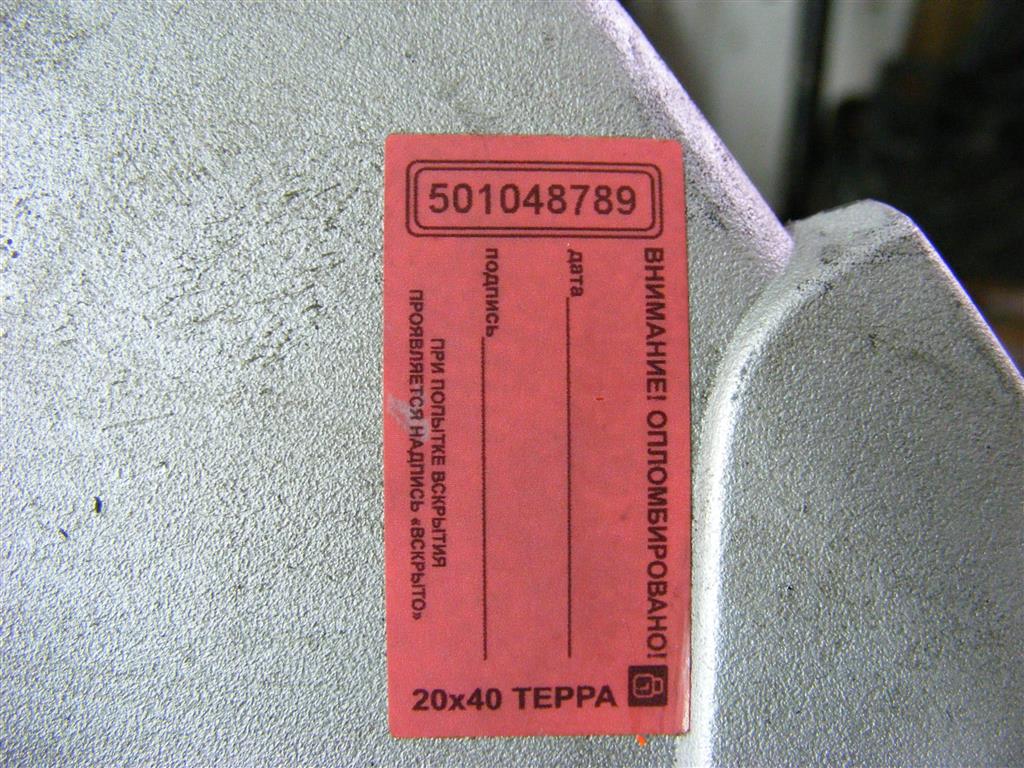 501048789
ВНИМАНИЕ! ОПЛОМБИРОВАНО!
дата
подпись
ПРИ ПОПЫТКЕ ВСКРЫТИЯ
ПРОЯВЛЯЕТСЯ НАДПИСЬ «ВСКРЫТО»
20x40 ТЕРРА